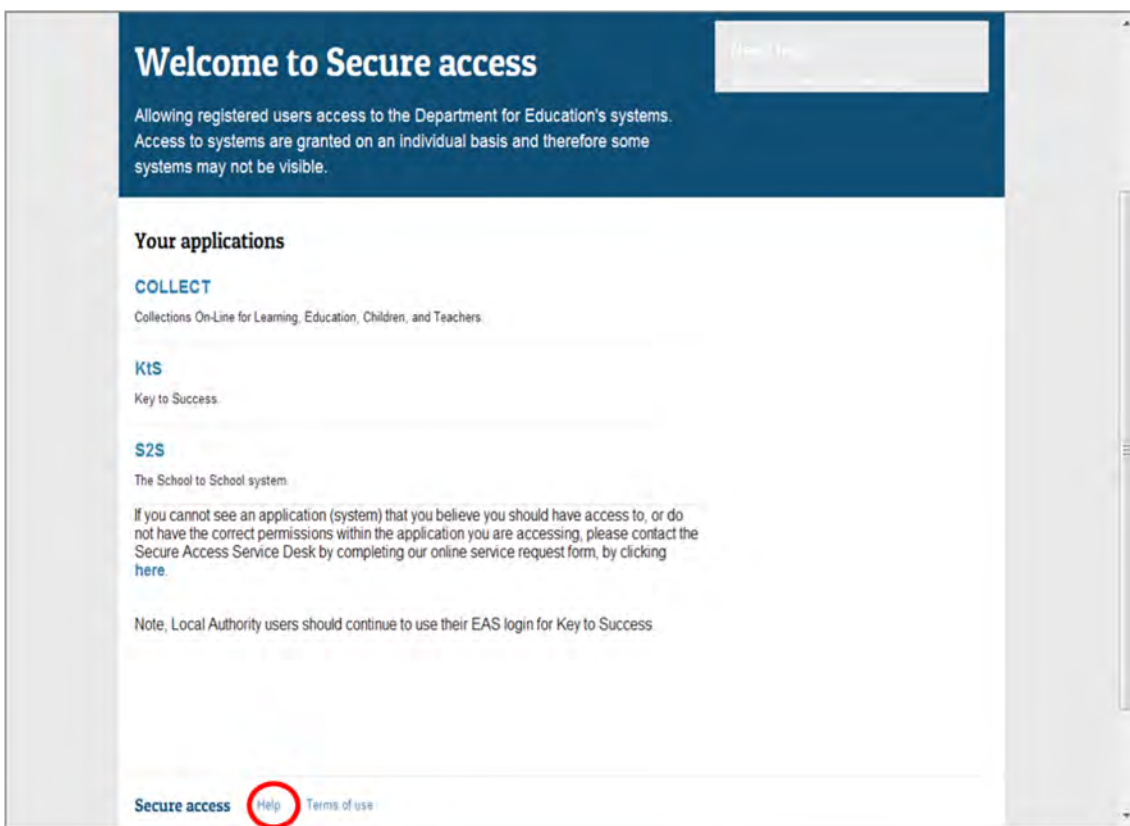 Welcome to Secure access
Allowing registered users access to the Department for Education's systems.
Access to systems are granted on an individual basis and therefore some
systems may not be visible.
Your applications
COLLECT
Collections On-Line for Learning, Education, Children, and Teachers.
KtS
Key to Success.
S2S
The School to School system
If you cannot see an application (system) that you believe you should have access to, or do
not have the correct permissions within the application you are accessing, please contact the
Secure Access Service Desk by completing our online service request form, by clicking
here.
Note, Local Authority users should continue to use their EAS login for Key to Success.
Secure access Help Terms of use